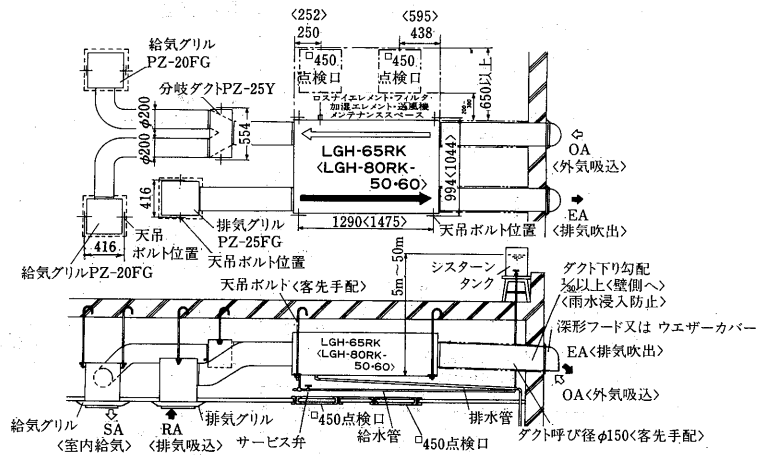 <252>
250
<595>
438
給気グリル
PZ-20FG
分岐ダクトPZ-25Y
□450
点検口
□450
点検口
650以上
ロスナイエレメント・フィルタ・
加湿エレメント・送風機
メンテナンススペース
φ200
φ200
554
LGH-65RK
<LGH-80RK-
50・60>
994<1044>
OA
<外気吸込>
EA
<排気吹出>
416
416
天吊
ボルト位置
給気グリルPZ-20FG
排気グリル
PZ-25FG
天吊ボルト位置
1290<1475>
天吊ボルト位置
天吊ボルト<客先手配>
5m~50m
シスターン
タンク
ダクト下り勾配
以上<壁側へ>
<雨水浸入防止>
深形フード又は ウエザーカバー
EA<排気吹出>
OA<外気吸込>
LGH-65RK
<LGH-80RK-
50・60>
給気グリル
SA
<室内給気>
RA
<排気吸込>
排気グリル
サービス弁
□450点検口
給水管
□450点検口
排水管
ダクト呼び径φ150<客先手配>